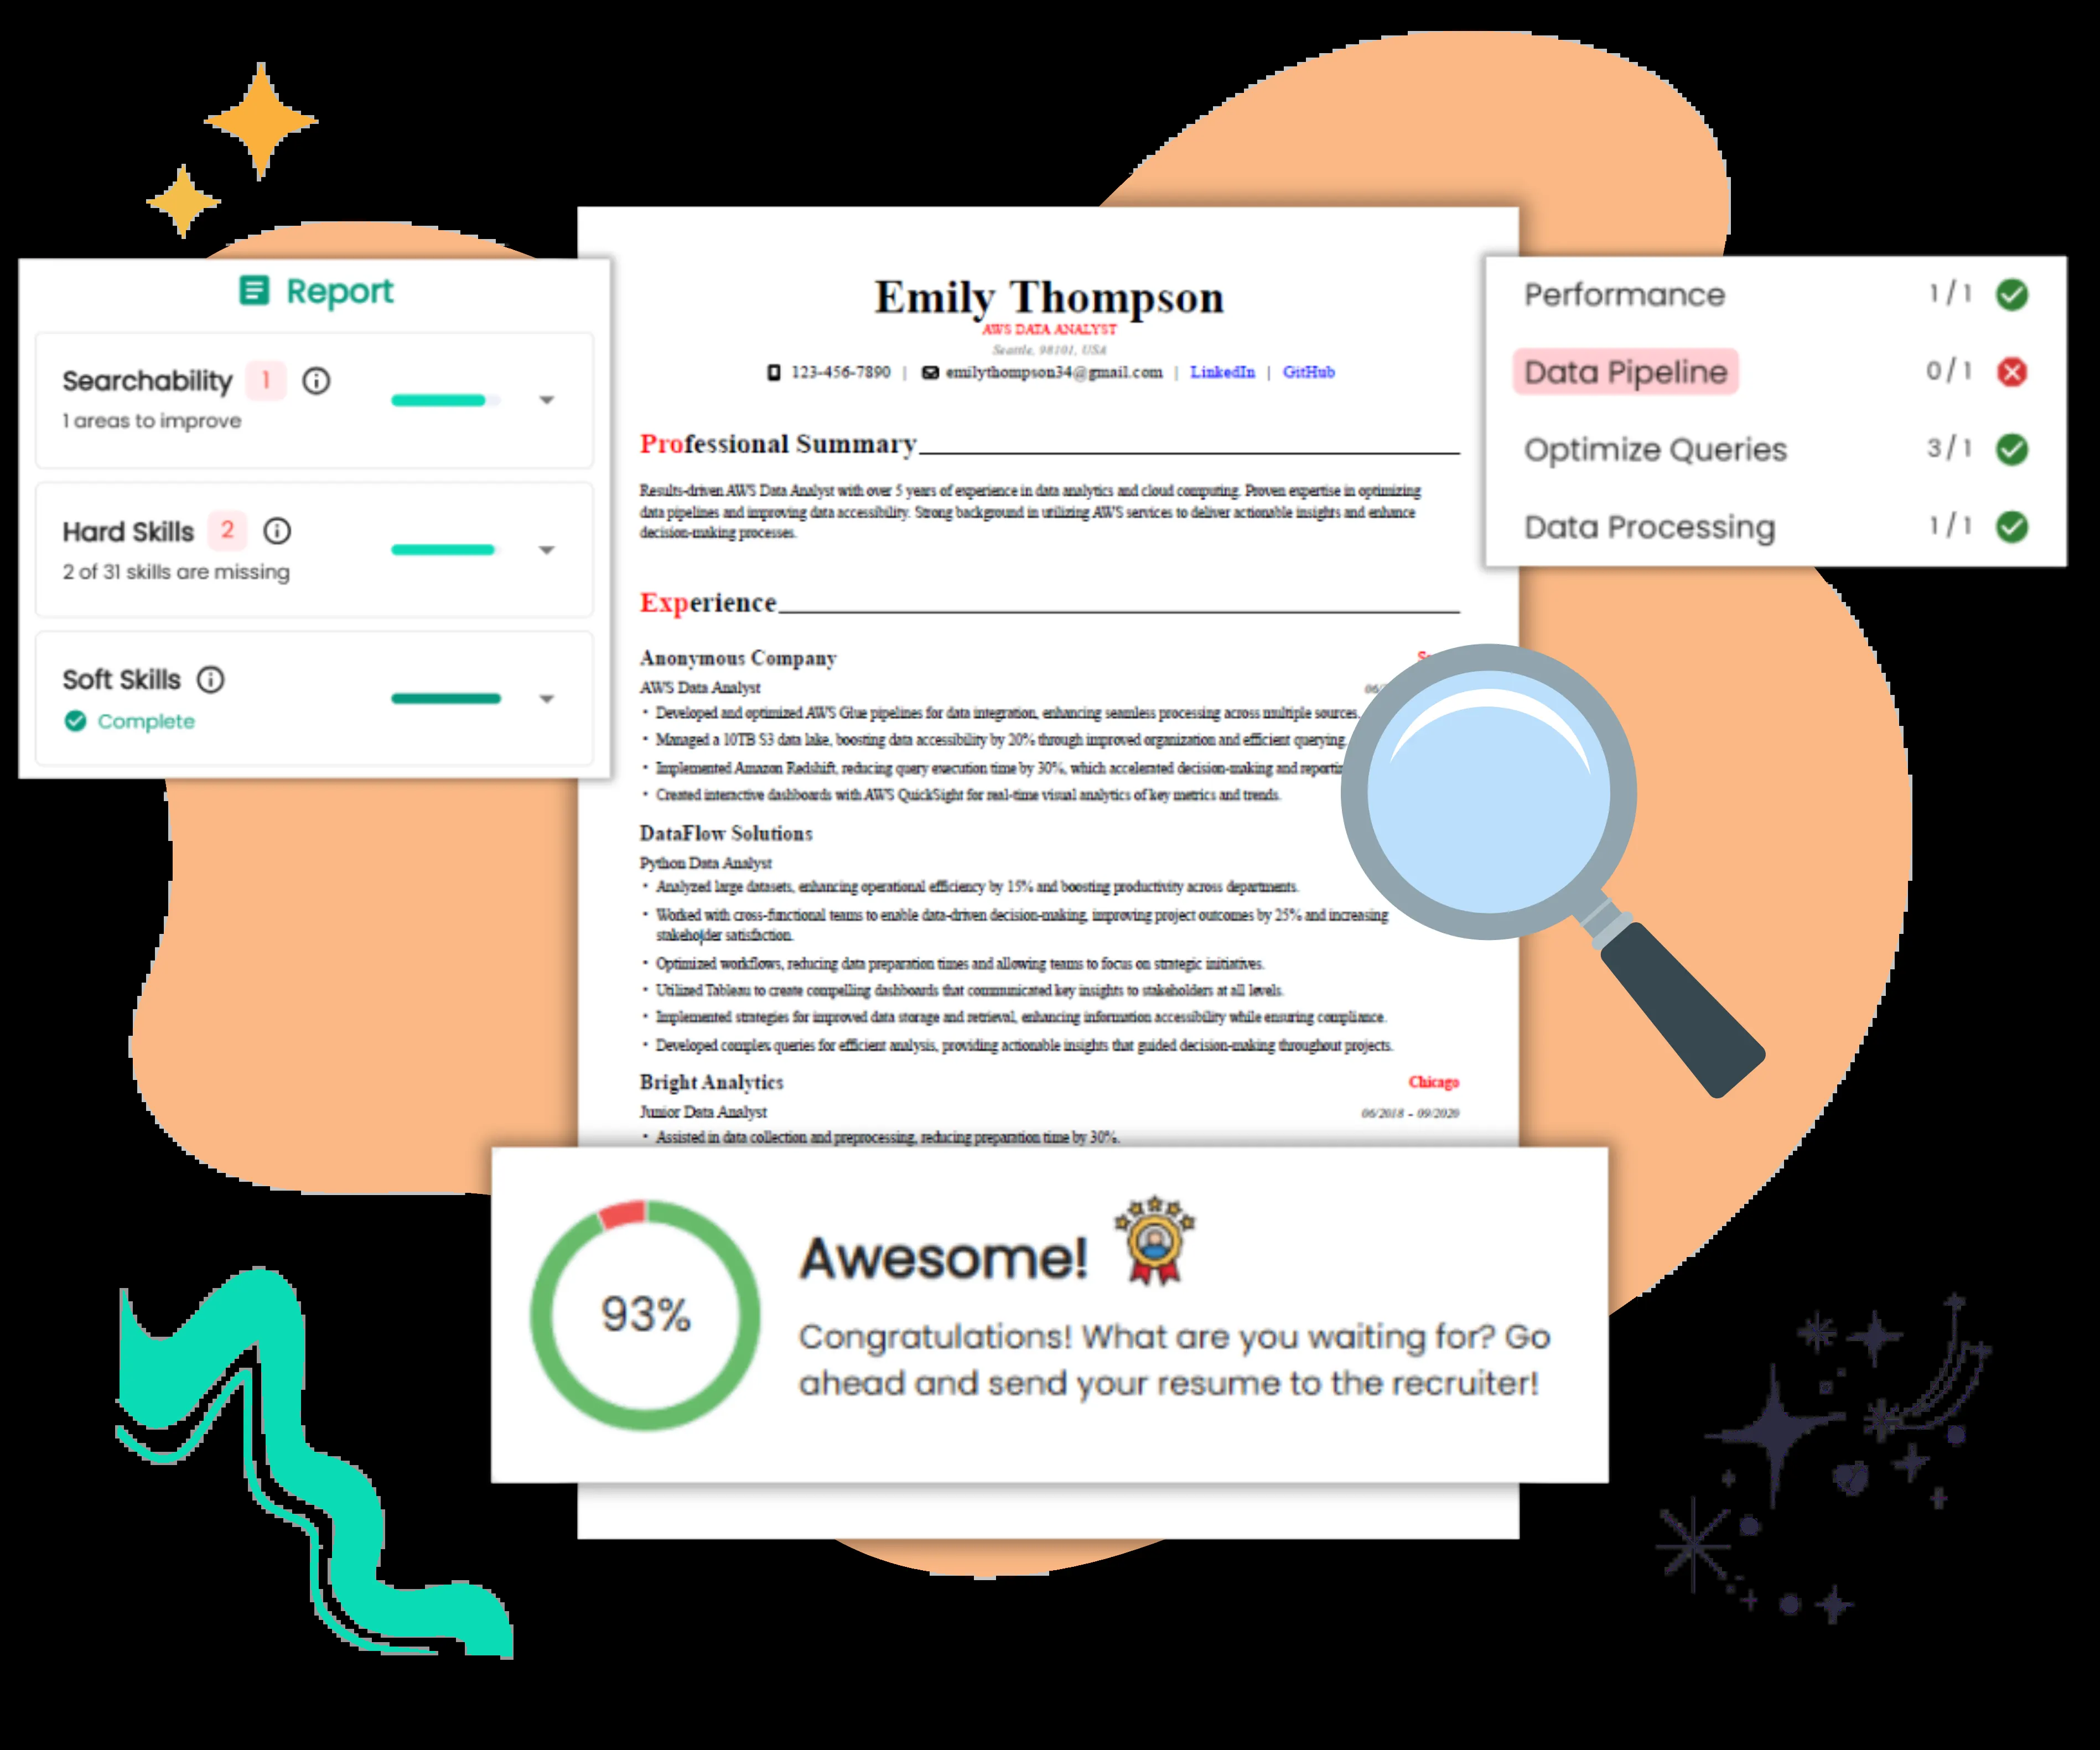 Report
Searchability 1
1 areas to improve
Hard Skills 2
2 of 31 skills are missing
Soft Skills
Complete
Emily Thompson
AWS DATA ANALYST
Seattle, 98101, USA
123-456-7890 | emilythompson34@gmail.com | LinkedIn | GitHub
Professional Summary
Results-driven AWS Data Analyst with over 5 years of experience in data analytics and cloud computing. Proven expertise in optimizing
data pipelines and improving data accessibility. Strong background in utilizing AWS services to deliver actionable insights and enhance
decision-making processes.
Experience
Anonymous Company
AWS Data Analyst
• Developed and optimized AWS Glue pipelines for data integration, enhancing seamless processing across multiple sources.
• Managed a 10TB S3 data lake, boosting data accessibility by 20% through improved organization and efficient querying
• Implemented Amazon Redshift, reducing query execution time by 30%, which accelerated decision-making and
• Created interactive dashboards with AWS QuickSight for real-time visual analytics of key metrics and trends.
DataFlow Solutions
Python Data Analyst
• Analyzed large datasets, enhancing operational efficiency by 15% and boosting productivity across departments.
• Worked with cross-functional teams to enable data-driven decision-making, improving project outcomes by 25% and increasing
stakeholder satisfaction.
• Optimized workflows, reducing data preparation times and allowing teams to focus on strategic initiatives.
• Utilized Tableau to create compelling dashboards that communicated key insights to stakeholders at all levels.
• Implemented strategies for improved data storage and retrieval, enhancing information accessibility while ensuring compliance.
• Developed complex queries for efficient analysis, providing actionable insights that guided decision-making throughout projects.
Bright Analytics Chicago
Junior Data Analyst 06/2018 - 09/2020
• Assisted in data collection and preprocessing, reducing preparation time by 30%.
Performance 1 / 1
Data Pipeline 0 / 1
Optimize Queries 3 / 1
Data Processing 1 / 1
93%
Awesome!
Congratulations! What are you waiting for? Go
ahead and send your resume to the recruiter!